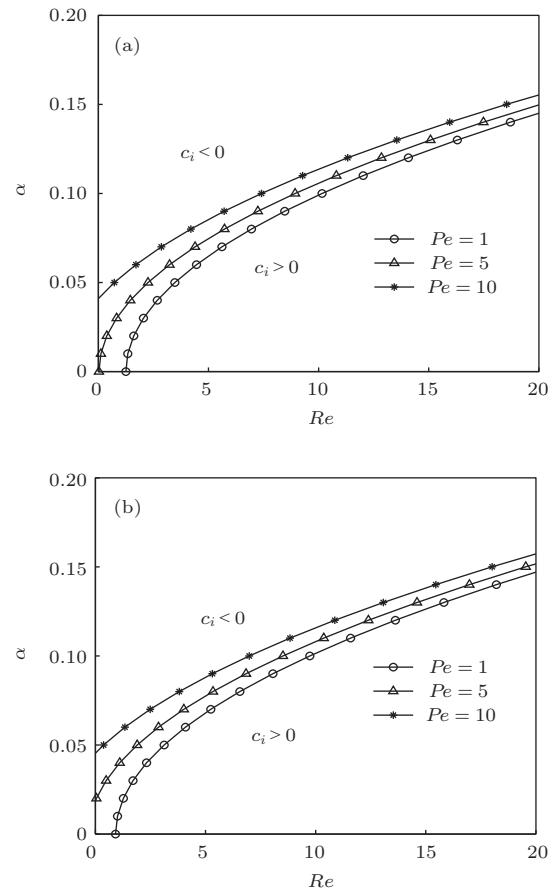 0.20
(a)
0.15
c_i < 0
α
0.10
Pe = 1
c_i > 0
Pe = 5
0.05
Pe = 10
0
0 5 10 15 20
Re
0.20
(b)
0.15
c_i < 0
α
0.10
Pe = 1
Pe = 5
c_i > 0
Pe = 10
0.05
0
0 5 10 15 20
Re